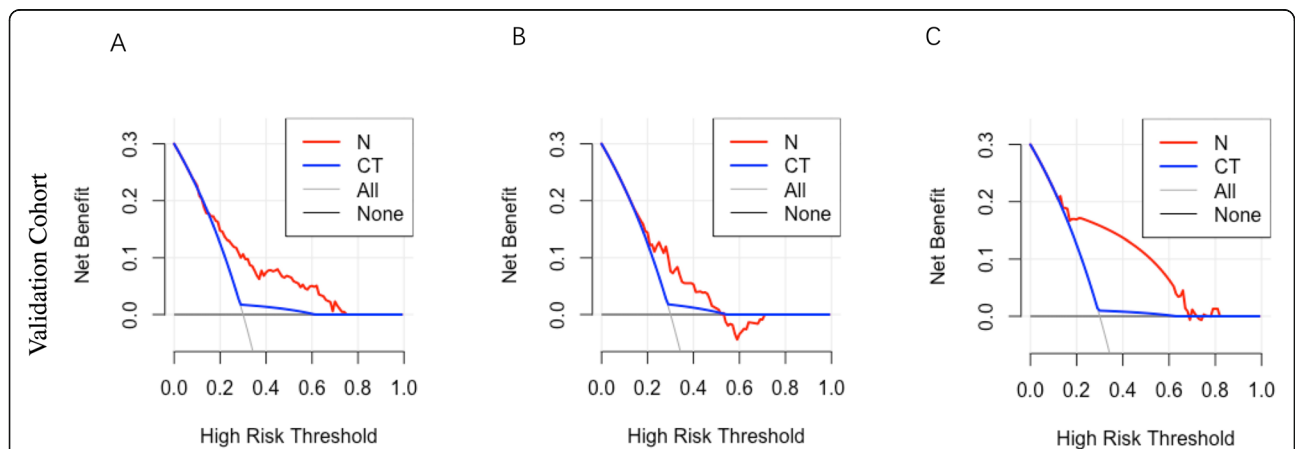 A
B
C
Validation Cohort
Net Benefit
0.3
0.2
0.1
0.0
N
CT
All
None
0.0 0.2 0.4 0.6 0.8 1.0
High Risk Threshold
Net Benefit
0.3
0.2
0.1
0.0
N
CT
All
None
0.0 0.2 0.4 0.6 0.8 1.0
High Risk Threshold
Net Benefit
0.3
0.2
0.1
0.0
N
CT
All
None
0.0 0.2 0.4 0.6 0.8 1.0
High Risk Threshold